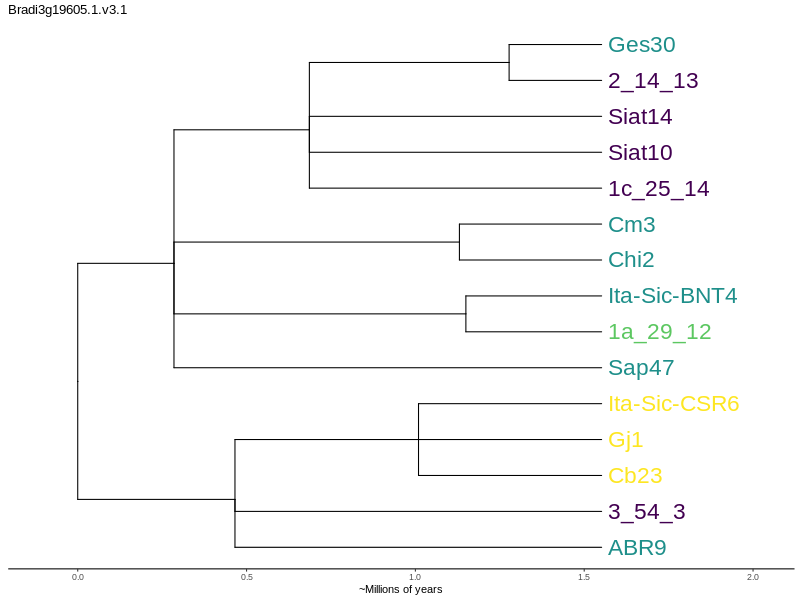 Bradi3g19605.1.v3.1
Ges30
2_14_13
Siat14
Siat10
1c_25_14
Cm3
Chi2
Ita-Sic-BNT4
1a_29_12
Sap47
Ita-Sic-CSR6
Gj1
Cb23
3_54_3
ABR9
0.0 0.5 1.0 1.5 2.0
~Millions of years